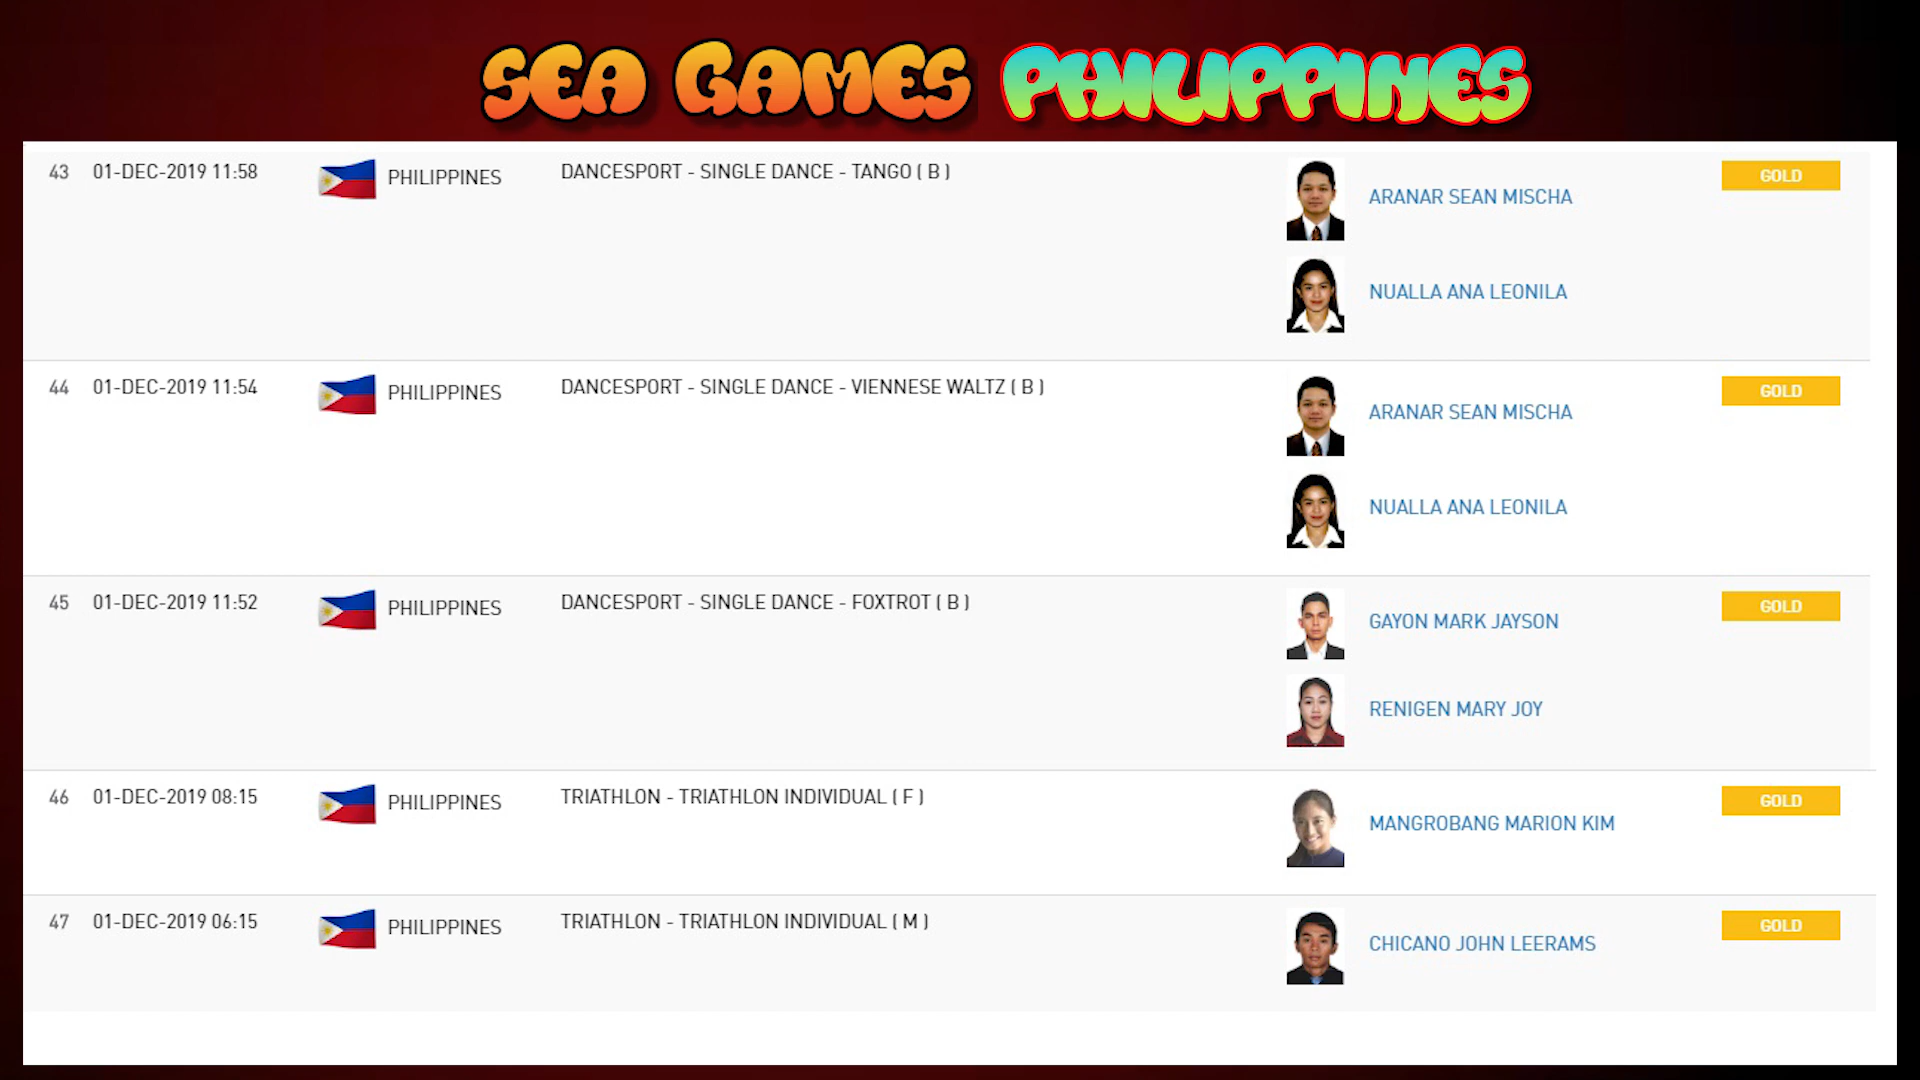 SEA GAMES PHILIPPINES
43 01-DEC-2019 11:58 PHILIPPINES DANCESPORT - SINGLE DANCE - TANGO ( B ) GOLD
ARANAR SEAN MISCHA
NUALLA ANA LEONILA
44 01-DEC-2019 11:54 PHILIPPINES DANCESPORT - SINGLE DANCE - VIENNESE WALTZ ( B ) GOLD
ARANAR SEAN MISCHA
NUALLA ANA LEONILA
45 01-DEC-2019 11:52 PHILIPPINES DANCESPORT - SINGLE DANCE - FOXTROT ( B ) GOLD
GAYON MARK JAYSON
RENIGEN MARY JOY
46 01-DEC-2019 08:15 PHILIPPINES TRIATHLON - TRIATHLON INDIVIDUAL ( F ) GOLD
MANGROBANG MARION KIM
47 01-DEC-2019 06:15 PHILIPPINES TRIATHLON - TRIATHLON INDIVIDUAL ( M ) GOLD
CHICANO JOHN LEERAMS